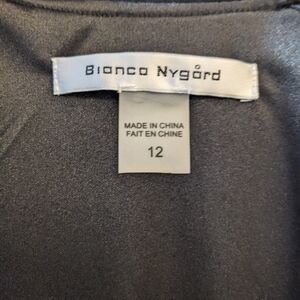 Bianca Nygård
MADE IN CHINA
FAIT EN CHINE
12